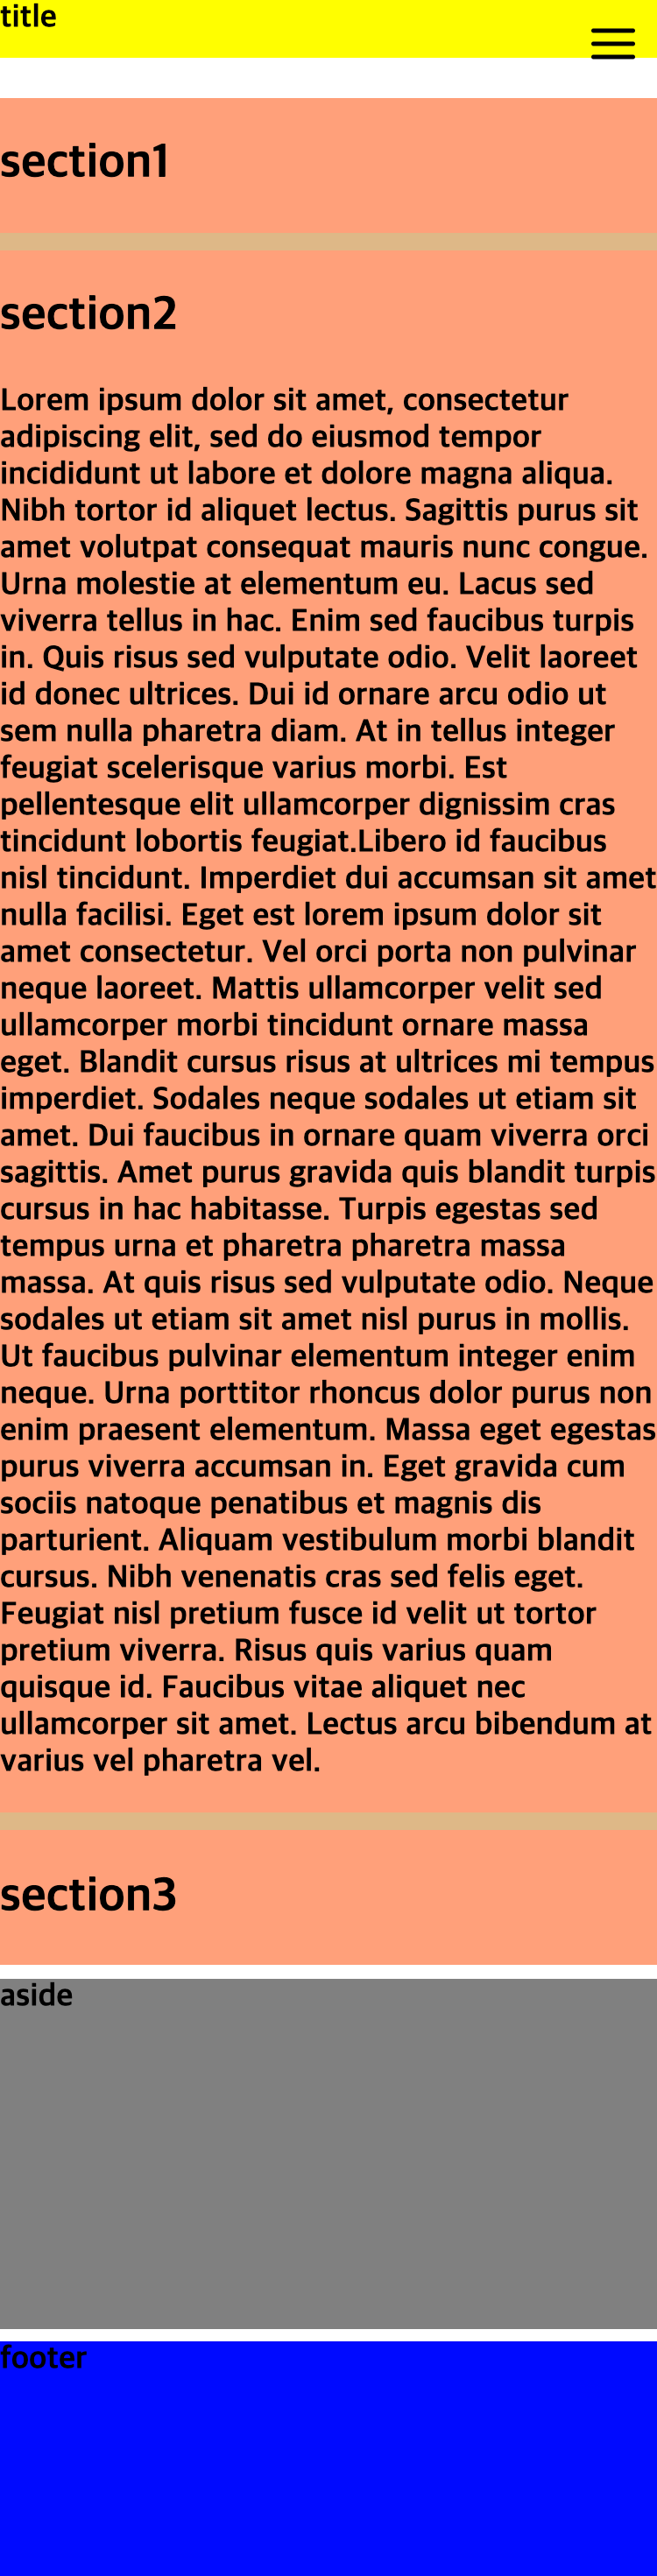 title
section1
section2
Lorem ipsum dolor sit amet, consectetur
adipiscing elit, sed do eiusmod tempor
incididunt ut labore et dolore magna aliqua.
Nibh tortor id aliquet lectus. Sagittis purus sit
amet volutpat consequat mauris nunc congue.
Urna molestie at elementum eu. Lacus sed
viverra tellus in hac. Enim sed faucibus turpis
in. Quis risus sed vulputate odio. Velit laoreet
id donec ultrices. Dui id ornare arcu odio ut
sem nulla pharetra diam. At in tellus integer
feugiat scelerisque varius morbi. Est
pellentesque elit ullamcorper dignissim cras
tincidunt lobortis feugiat.Libero id faucibus
nisl tincidunt. Imperdiet dui accumsan sit amet
nulla facilisi. Eget est lorem ipsum dolor sit
amet consectetur. Vel orci porta non pulvinar
neque laoreet. Mattis ullamcorper velit sed
ullamcorper morbi tincidunt ornare massa
eget. Blandit cursus risus at ultrices mi tempus
imperdiet. Sodales neque sodales ut etiam sit
amet. Dui faucibus in ornare quam viverra orci
sagittis. Amet purus gravida quis blandit turpis
cursus in hac habitasse. Turpis egestas sed
tempus urna et pharetra pharetra massa
massa. At quis risus sed vulputate odio. Neque
sodales ut etiam sit amet nisl purus in mollis.
Ut faucibus pulvinar elementum integer enim
neque. Urna porttitor rhoncus dolor purus non
enim praesent elementum. Massa eget egestas
purus viverra accumsan in. Eget gravida cum
sociis natoque penatibus et magnis dis
parturient. Aliquam vestibulum morbi blandit
cursus. Nibh venenatis cras sed felis eget.
Feugiat nisl pretium fusce id velit ut tortor
pretium viverra. Risus quis varius quam
quisque id. Faucibus vitae aliquet nec
ullamcorper sit amet. Lectus arcu bibendum at
varius vel pharetra vel.
section3
aside
footer